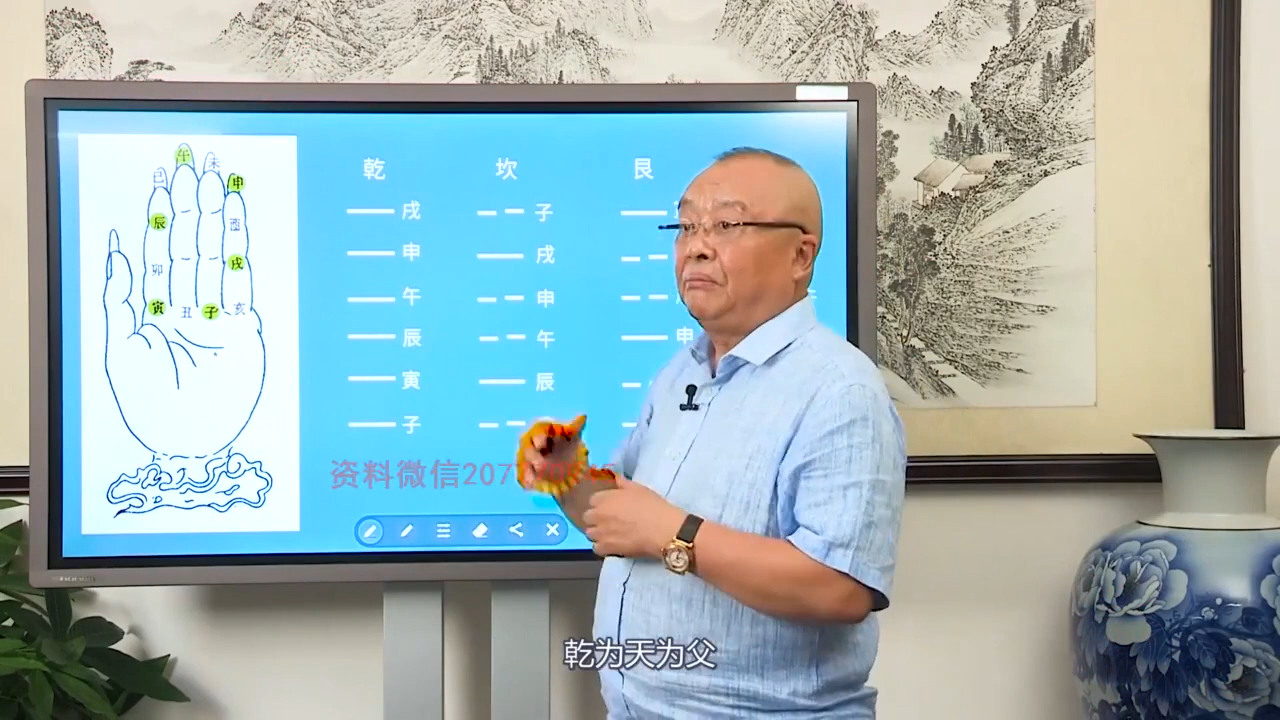 乾 坎 艮
午 未
巳 申
辰 酉
卯 戌
寅 丑 子 亥
戌 子
申 戌
午 申
辰 午 申
寅 辰
子
资料微信207
乾为天为父